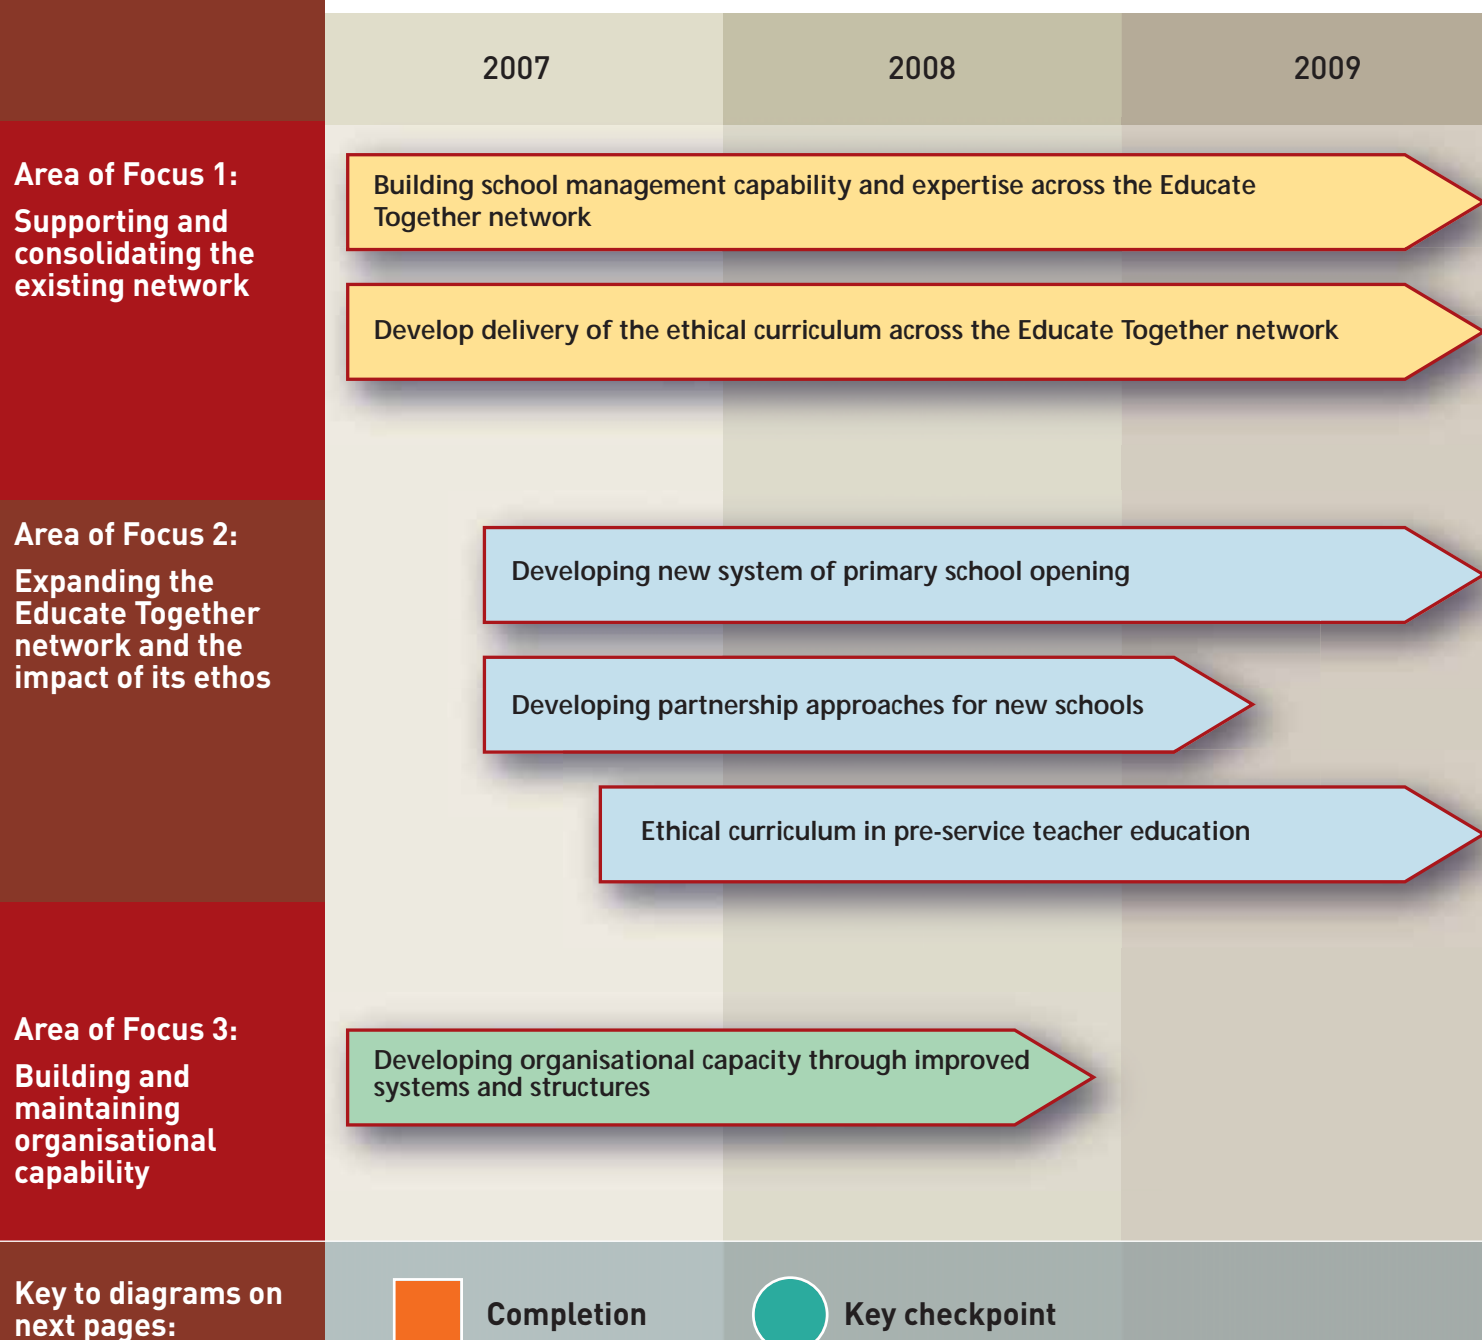 2007
2008
2009
Area of Focus 1:
Supporting and
consolidating the
existing network
Building school management capability and expertise across the Educate
Together network
Develop delivery of the ethical curriculum across the Educate Together network
Area of Focus 2:
Expanding the
Educate Together
network and the
impact of its ethos
Developing new system of primary school opening
Developing partnership approaches for new schools
Ethical curriculum in pre-service teacher education
Area of Focus 3:
Building and
maintaining
organisational
capability
Developing organisational capacity through improved
systems and structures
Key to diagrams on
next pages:
Completion
Key checkpoint